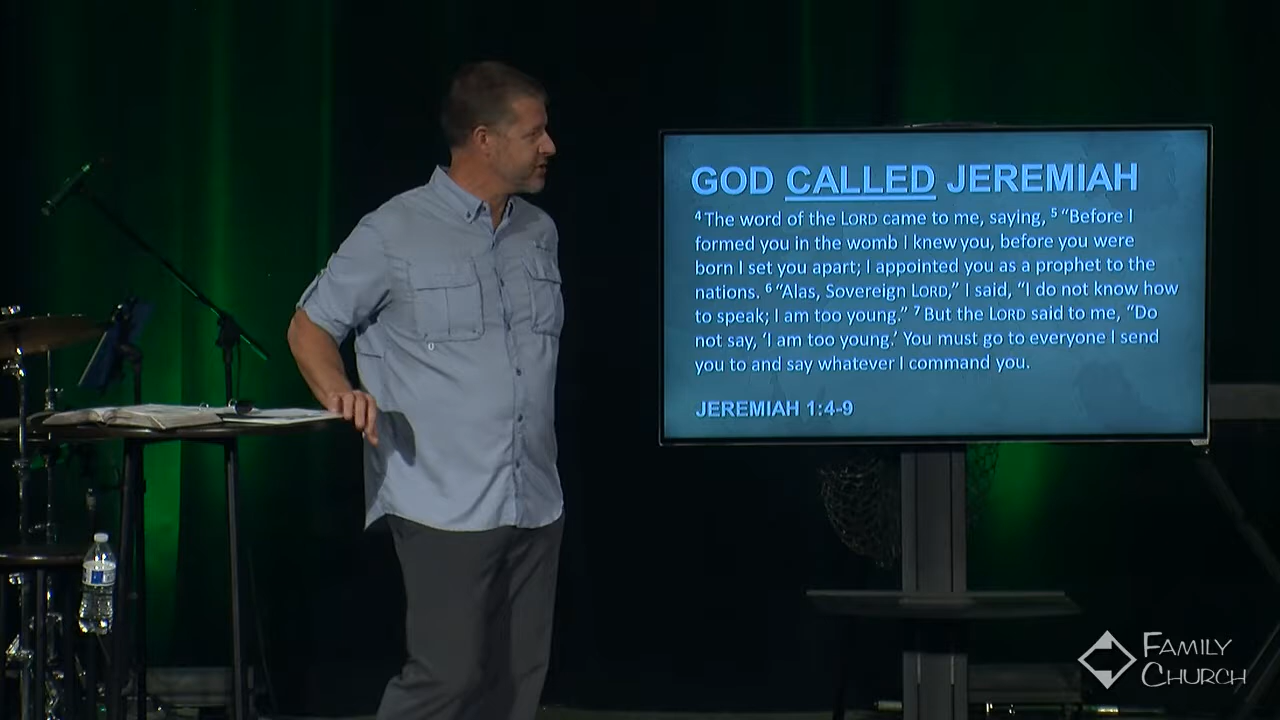 GOD CALLED JEREMIAH
4 The word of the LORD came to me, saying, 5 “Before I
formed you in the womb I knew you, before you were
born I set you apart; I appointed you as a prophet to the
nations. 6 “Alas, Sovereign LORD,” I said, “I do not know how
to speak; I am too young.” 7 But the LORD said to me, “Do
not say, ‘I am too young.’ You must go to everyone I send
you to and say whatever I command you.
JEREMIAH 1:4-9
FAMILY
CHURCH